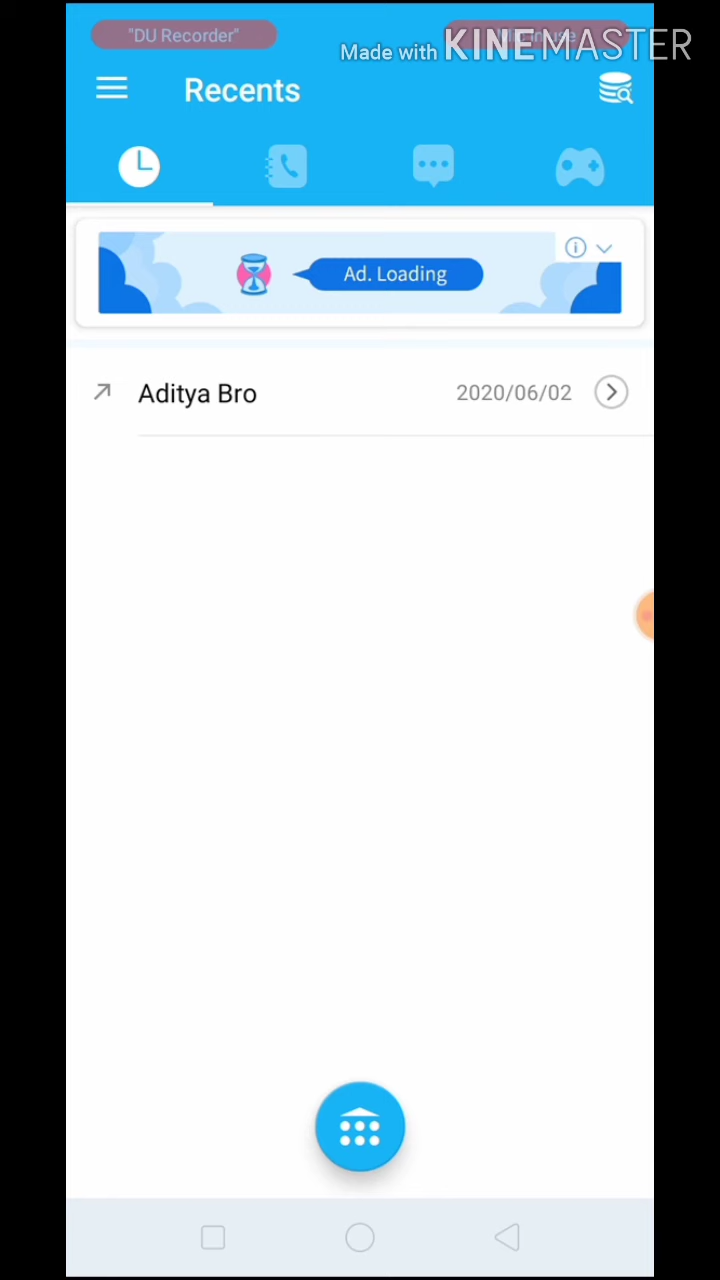 "DU Recorder"
Made with KINEMASTER
Recents
Ad. Loading
Aditya Bro 2020/06/02